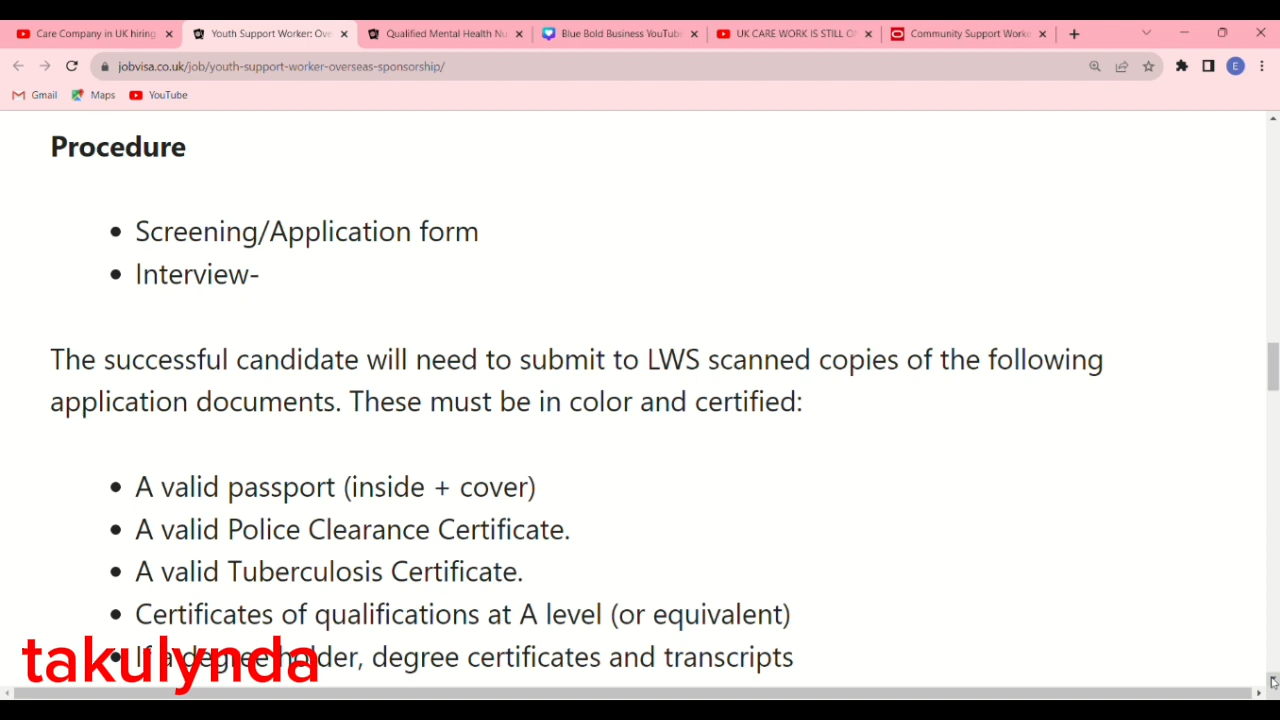 Care Company in UK hiring
Youth Support Worker: Ove
Qualified Mental Health Nu
Blue Bold Business YouTub
UK CARE WORK IS STILL O
Community Support Worke
jobvisa.co.uk/job/youth-support-worker-overseas-sponsorship/
E
Gmail
Maps
YouTube
Procedure
Screening/Application form
Interview-
The successful candidate will need to submit to LWS scanned copies of the following
application documents. These must be in color and certified:
A valid passport (inside + cover)
A valid Police Clearance Certificate.
A valid Tuberculosis Certificate.
Certificates of qualifications at A level (or equivalent)
If a degree holder, degree certificates and transcripts
takulynda